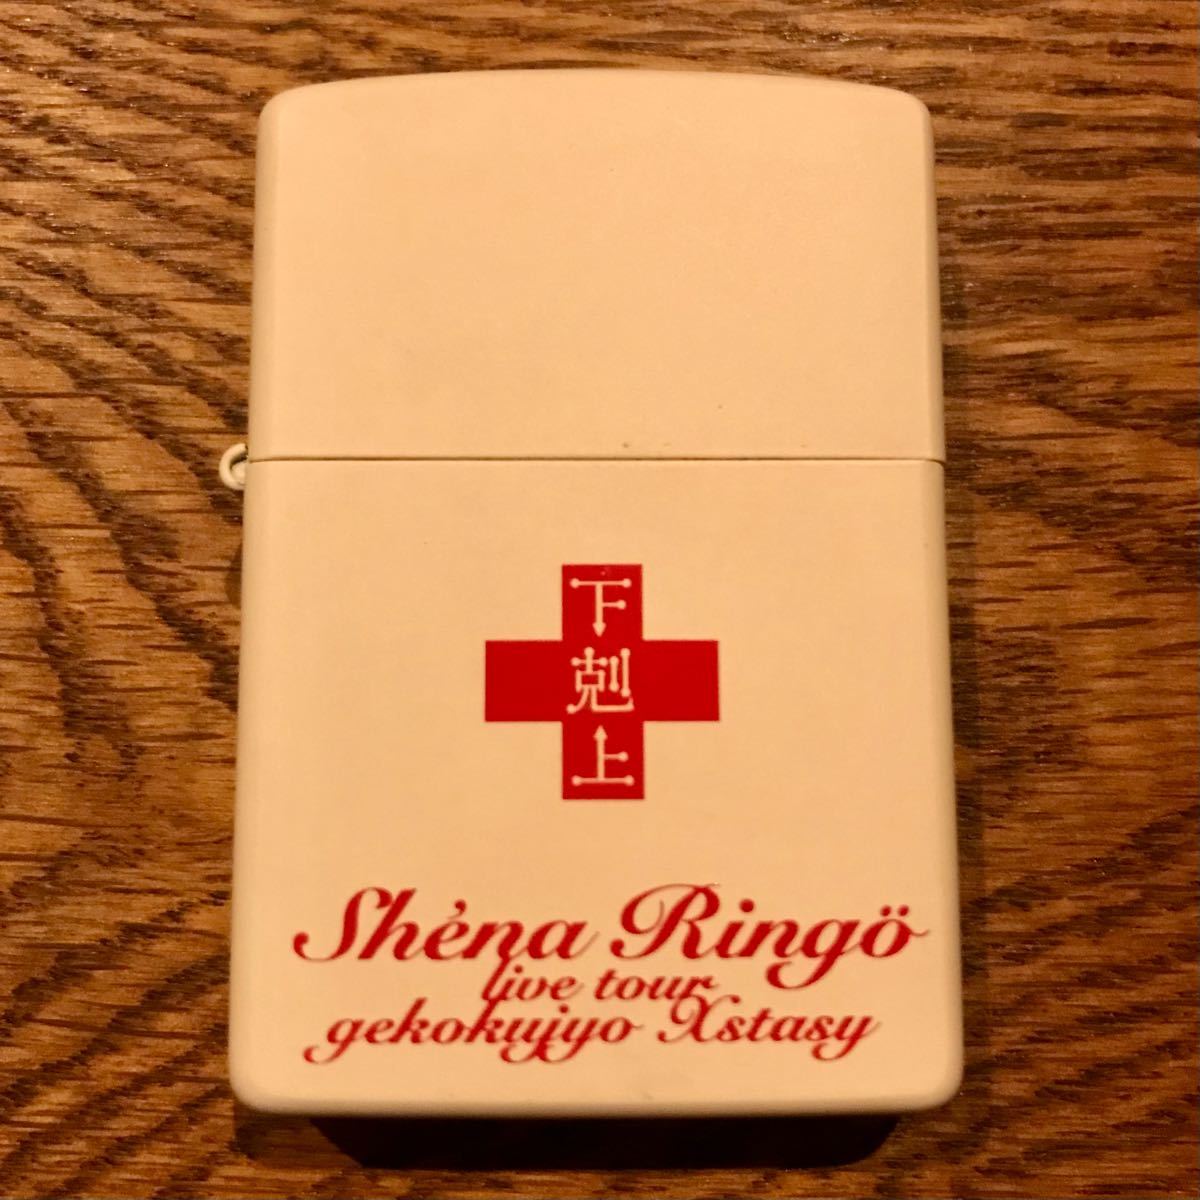 下剋上
Shéna Ringö
live tour
gekokujyo Xstasy